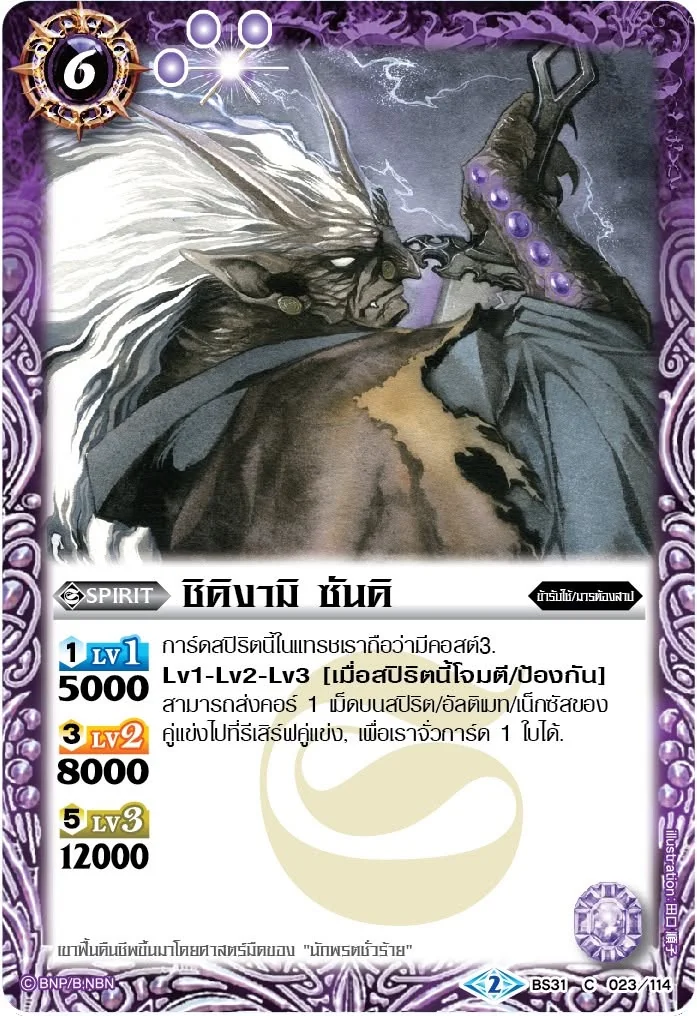 6
SPIRIT
ชิคิงามิ ซันคิ
ข้ารับใช้/มารต้องสาป
1 LV1
5000
3 LV2
8000
5 LV3
12000
การ์ดสปิริตนี้ในแทรชเราถือว่ามีคอสต์3.
Lv1-Lv2-Lv3 [เมื่อสปิริตนี้โจมตี/ป้องกัน]
สามารถส่งคอร์ 1 เม็ดบนสปิริต/อัลติเมท/เน็กซัสของ
คู่แข่งไปที่รีเสิร์ฟคู่แข่ง, เพื่อเราจั่วการ์ด 1 ใบได้.
illustration : 田口 順子
เขาฟื้นคืนชีพขึ้นมาโดยศาสตร์มืดของ "นักพรตชั่วร้าย"
©BNP/B;NBN
2 BS31 C 023/114